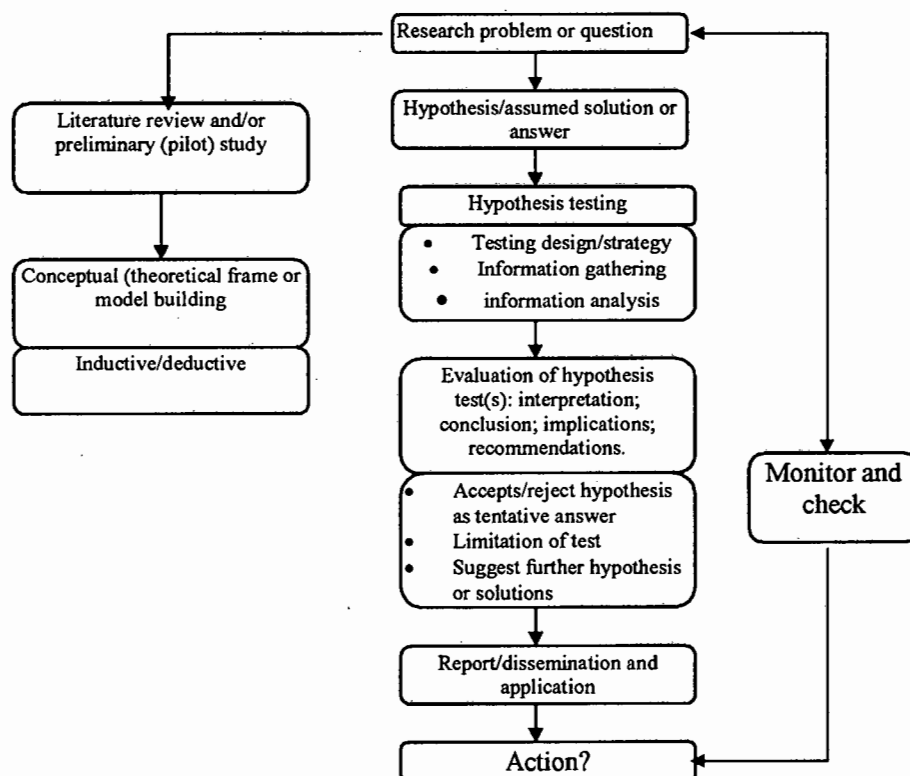 Research problem or question
Literature review and/or
preliminary (pilot) study
Hypothesis/assumed solution or
answer
Hypothesis testing
• Testing design/strategy
• Information gathering
• information analysis
Conceptual (theoretical frame or
model building
Inductive/deductive
Evaluation of hypothesis
test(s): interpretation;
conclusion; implications;
recommendations.
• Accepts/reject hypothesis
as tentative answer
• Limitation of test
• Suggest further hypothesis
or solutions
Monitor and
check
Report/dissemination and
application
Action?